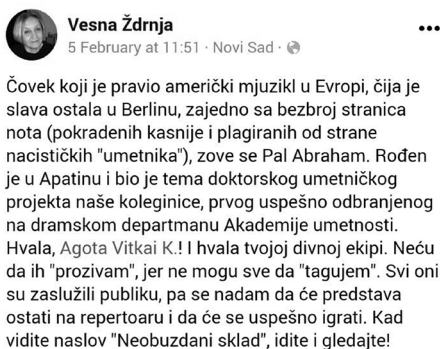 Vesna Ždrnja
5 February at 11:51 · Novi Sad ·
Čovek koji je pravio američki mjuzikl u Evropi, čija je
slava ostala u Berlinu, zajedno sa bezbroj stranica
nota (pokradenih kasnije i plagiranih od strane
nacističkih "umetnika"), zove se Pal Abraham. Rođen
je u Apatinu i bio je tema doktorskog umetničkog
projekta naše koleginice, prvog uspešno odbranjenog
na dramskom departmanu Akademije umetnosti.
Hvala, Agota Vitkai K.! I hvala tvojoj divnoj ekipi. Neću
da ih "prozivam", jer ne mogu sve da "tagujem". Svi oni
su zaslužili publiku, pa se nadam da će predstava
ostati na repertoaru i da će se uspešno igrati. Kad
vidite naslov "Neobuzdani sklad", idite i gledajte!